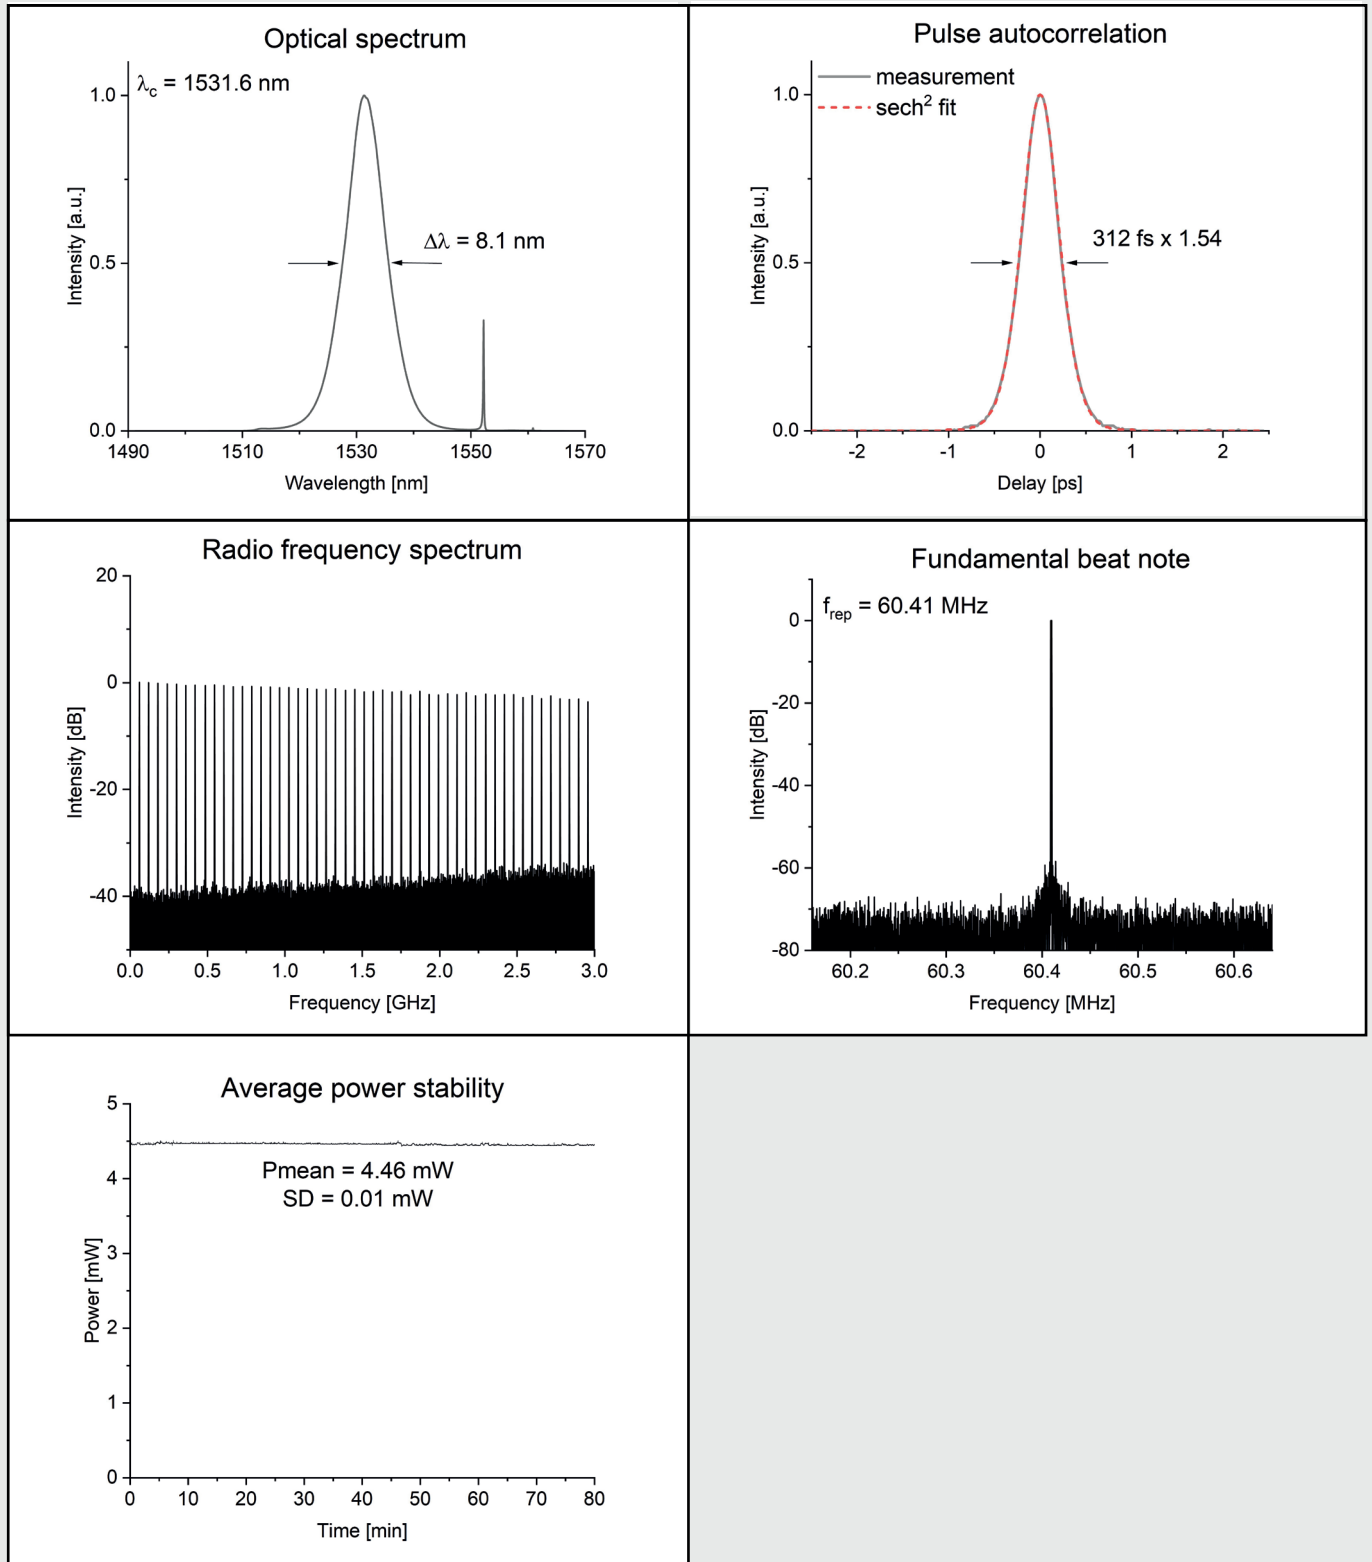 Optical spectrum
λc = 1531.6 nm
1.0
0.5
0.0
Δλ = 8.1 nm
Intensity [a.u.]
1490 1510 1530 1550 1570
Wavelength [nm]
Pulse autocorrelation
measurement
sech² fit
1.0
0.5
0.0
312 fs x 1.54
Intensity [a.u.]
-2 -1 0 1 2
Delay [ps]
Radio frequency spectrum
20
0
-20
-40
Intensity [dB]
0.0 0.5 1.0 1.5 2.0 2.5 3.0
Frequency [GHz]
Fundamental beat note
frep = 60.41 MHz
0
-20
-40
-60
-80
Intensity [dB]
60.2 60.3 60.4 60.5 60.6
Frequency [MHz]
Average power stability
5
4
3
2
1
0
Pmean = 4.46 mW
SD = 0.01 mW
Power [mW]
0 10 20 30 40 50 60 70 80
Time [min]